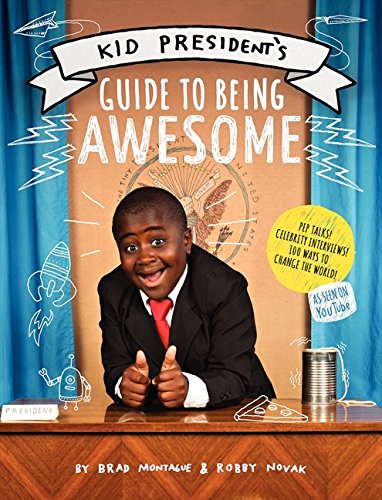 KID PRESIDENT'S
GUIDE TO BEING
AWESOME
PEP TALKS!
CELEBRITY INTERVIEWS!
100 WAYS TO
CHANGE THE WORLD!
AS SEEN ON
YouTube
PRESIDENT
BY BRAD MONTAGUE & ROBBY NOVAK